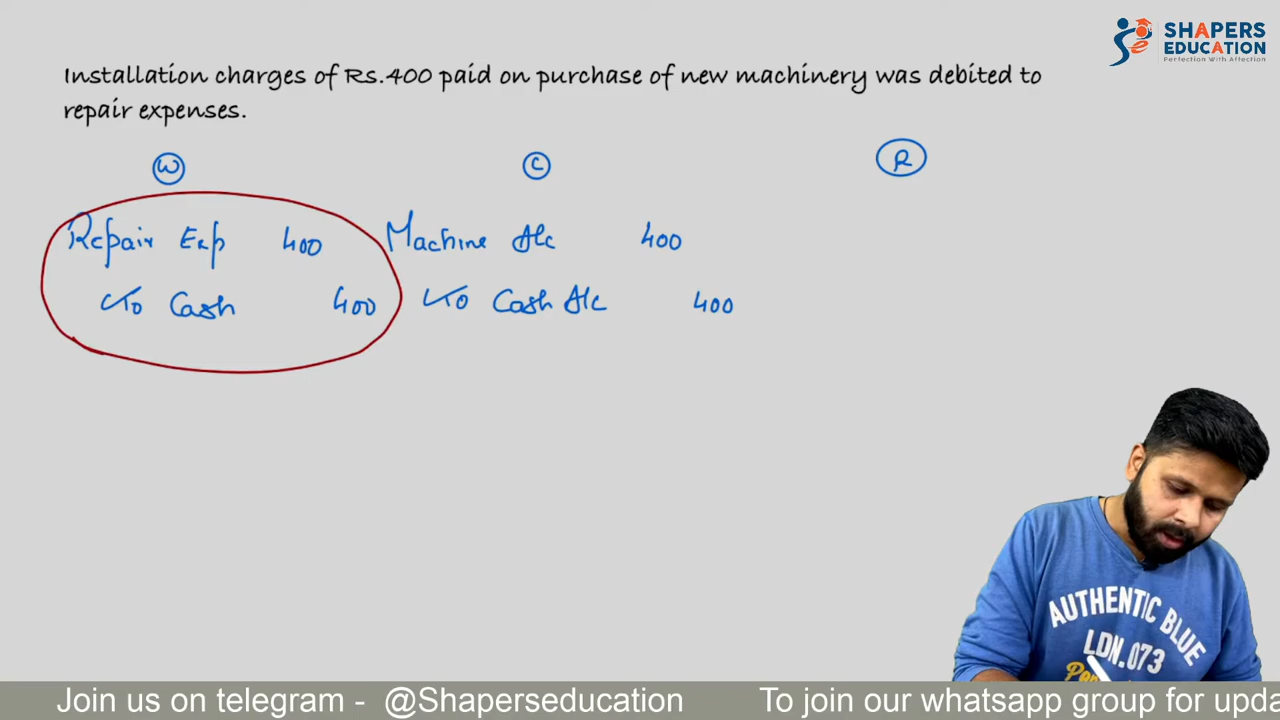 SHAPERS
EDUCATION
Perfection With Affection
Installation charges of Rs.400 paid on purchase of new machinery was debited to
repair expenses.
W
C
R
Repair Exp 400
Machine A/c 400
To Cash 400
To Cash A/c 400
AUTHENTIC BLUE
LDN.073
Join us on telegram - @Shaperseducation
To join our whatsapp group for upda